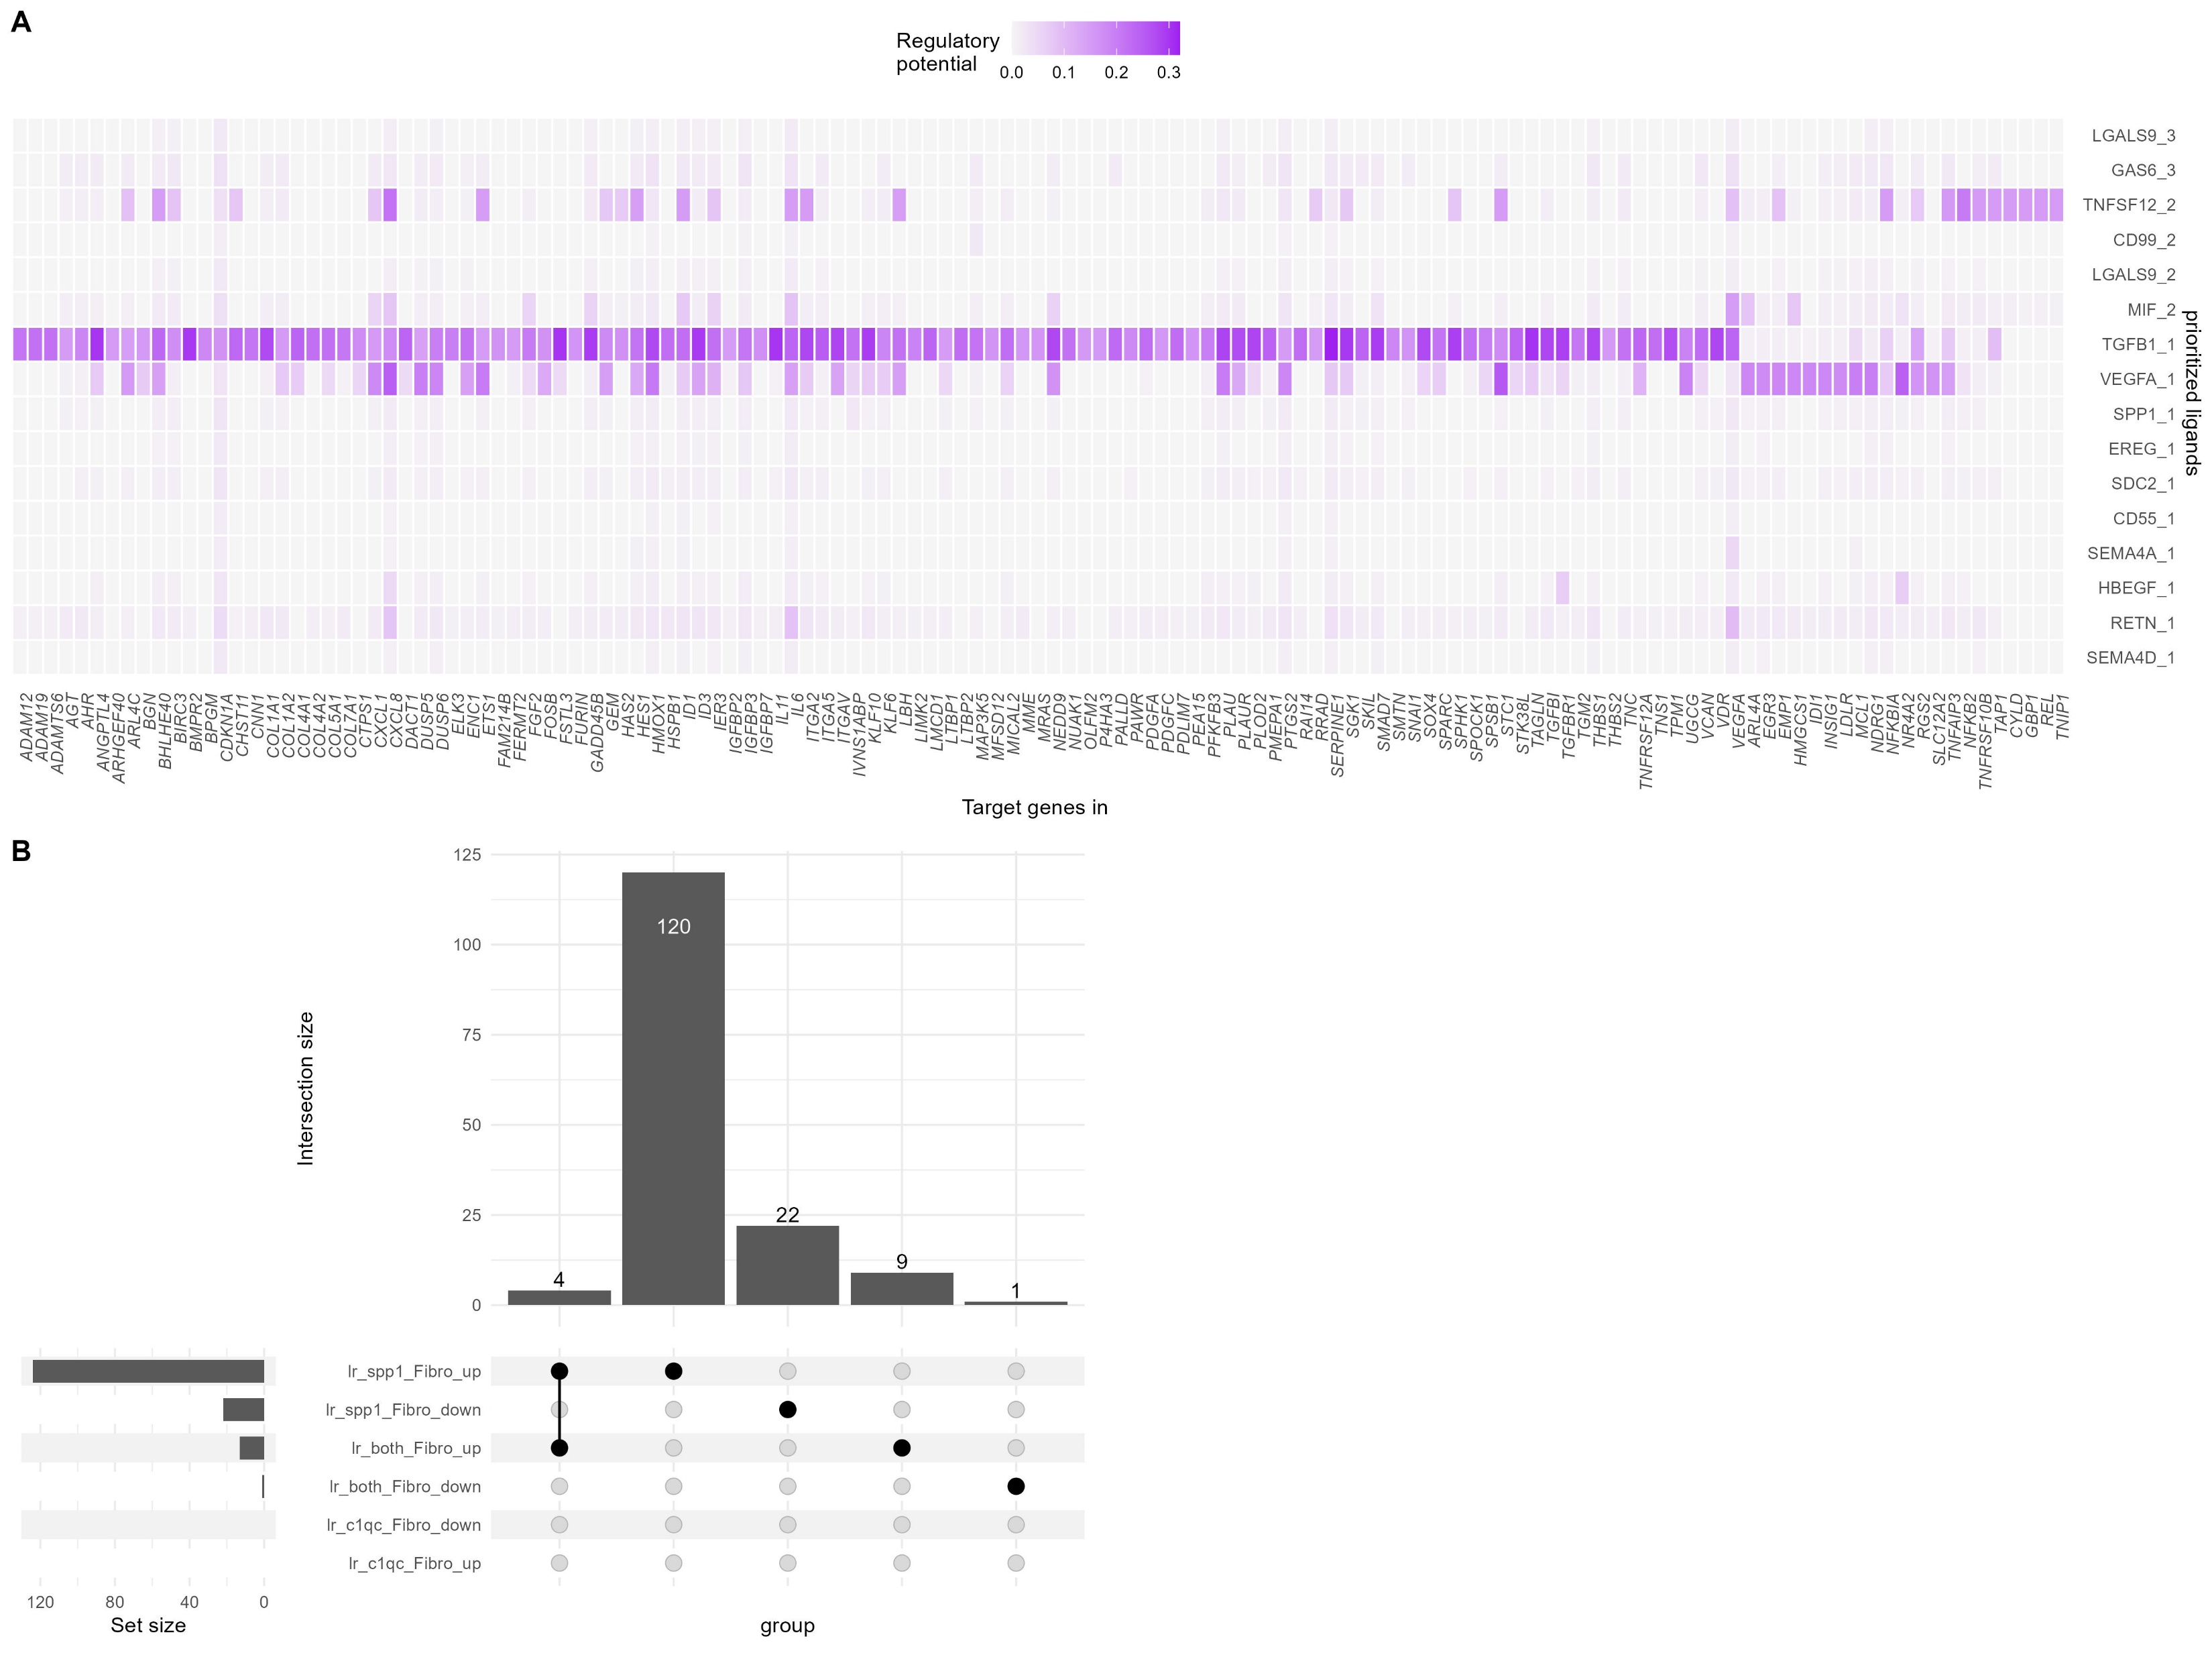 A
Regulatory
potential
0.0 0.1 0.2 0.3
LGALS9_3
GAS6_3
TNFSF12_2
CD99_2
LGALS9_2
MIF_2
TGFB1_1
VEGFA_1
SPP1_1
EREG_1
SDC2_1
CD55_1
SEMA4A_1
HBEGF_1
RETN_1
SEMA4D_1
prioritized ligands
ADAM12
ADAM19
ADAMTS6
AGT
AHR
ANGPTL4
ARHGEF40
ARL4C
BGN
BHLHE40
BIRC3
BMPR2
BPGM
CDKN1A
CHST11
CNN1
COL1A1
COL1A2
COL4A1
COL4A2
COL5A1
COL7A1
CTPS1
CXCL1
CXCL8
DACT1
DUSP5
DUSP6
ELK3
ENC1
ETS1
FAM214B
FERMT2
FGF2
FOSB
FSTL3
FURIN
GADD45B
GEM
HAS2
HES1
HMOX1
HSPB1
ID1
ID3
IER3
IGFBP2
IGFBP3
IGFBP7
IL11
IL6
ITGA2
ITGA5
ITGAV
IVNS1ABP
KLF10
KLF6
LBH
LIMK2
LMCD1
LTBP1
LTBP2
MAP3K5
MFSD12
MICAL2
MME
MRAS
NEDD9
NUAK1
OLFM2
P4HA3
PALLD
PAWR
PDGFA
PDGFC
PDLIM7
PEA15
PFKFB3
PLAU
PLAUR
PLOD2
PMEPA1
PTGS2
RAI14
RRAD
SERPINE1
SGK1
SKIL
SMAD7
SMTN
SNAI1
SOX4
SPARC
SPHK1
SPOCK1
SPSB1
STC1
STK38L
TAGLN
TGFBI
TGFBR1
TGM2
THBS1
THBS2
TNC
TNFRSF12A
TNS1
TPM1
UGCG
VCAN
VDR
VEGFA
ARL4A
EGR3
EMP1
HMGCS1
IDI1
INSIG1
LDLR
MCL1
NDRG1
NFKBIA
NR4A2
RGS2
SLC12A2
TNFAIP3
NFKB2
TNFRSF10B
TAP1
CYLD
GBP1
REL
TNIP1
Target genes in
B
125
100
75
50
25
0
Intersection size
4
120
22
9
1
lr_spp1_Fibro_up
lr_spp1_Fibro_down
lr_both_Fibro_up
lr_both_Fibro_down
lr_c1qc_Fibro_down
lr_c1qc_Fibro_up
120 80 40 0
Set size
group